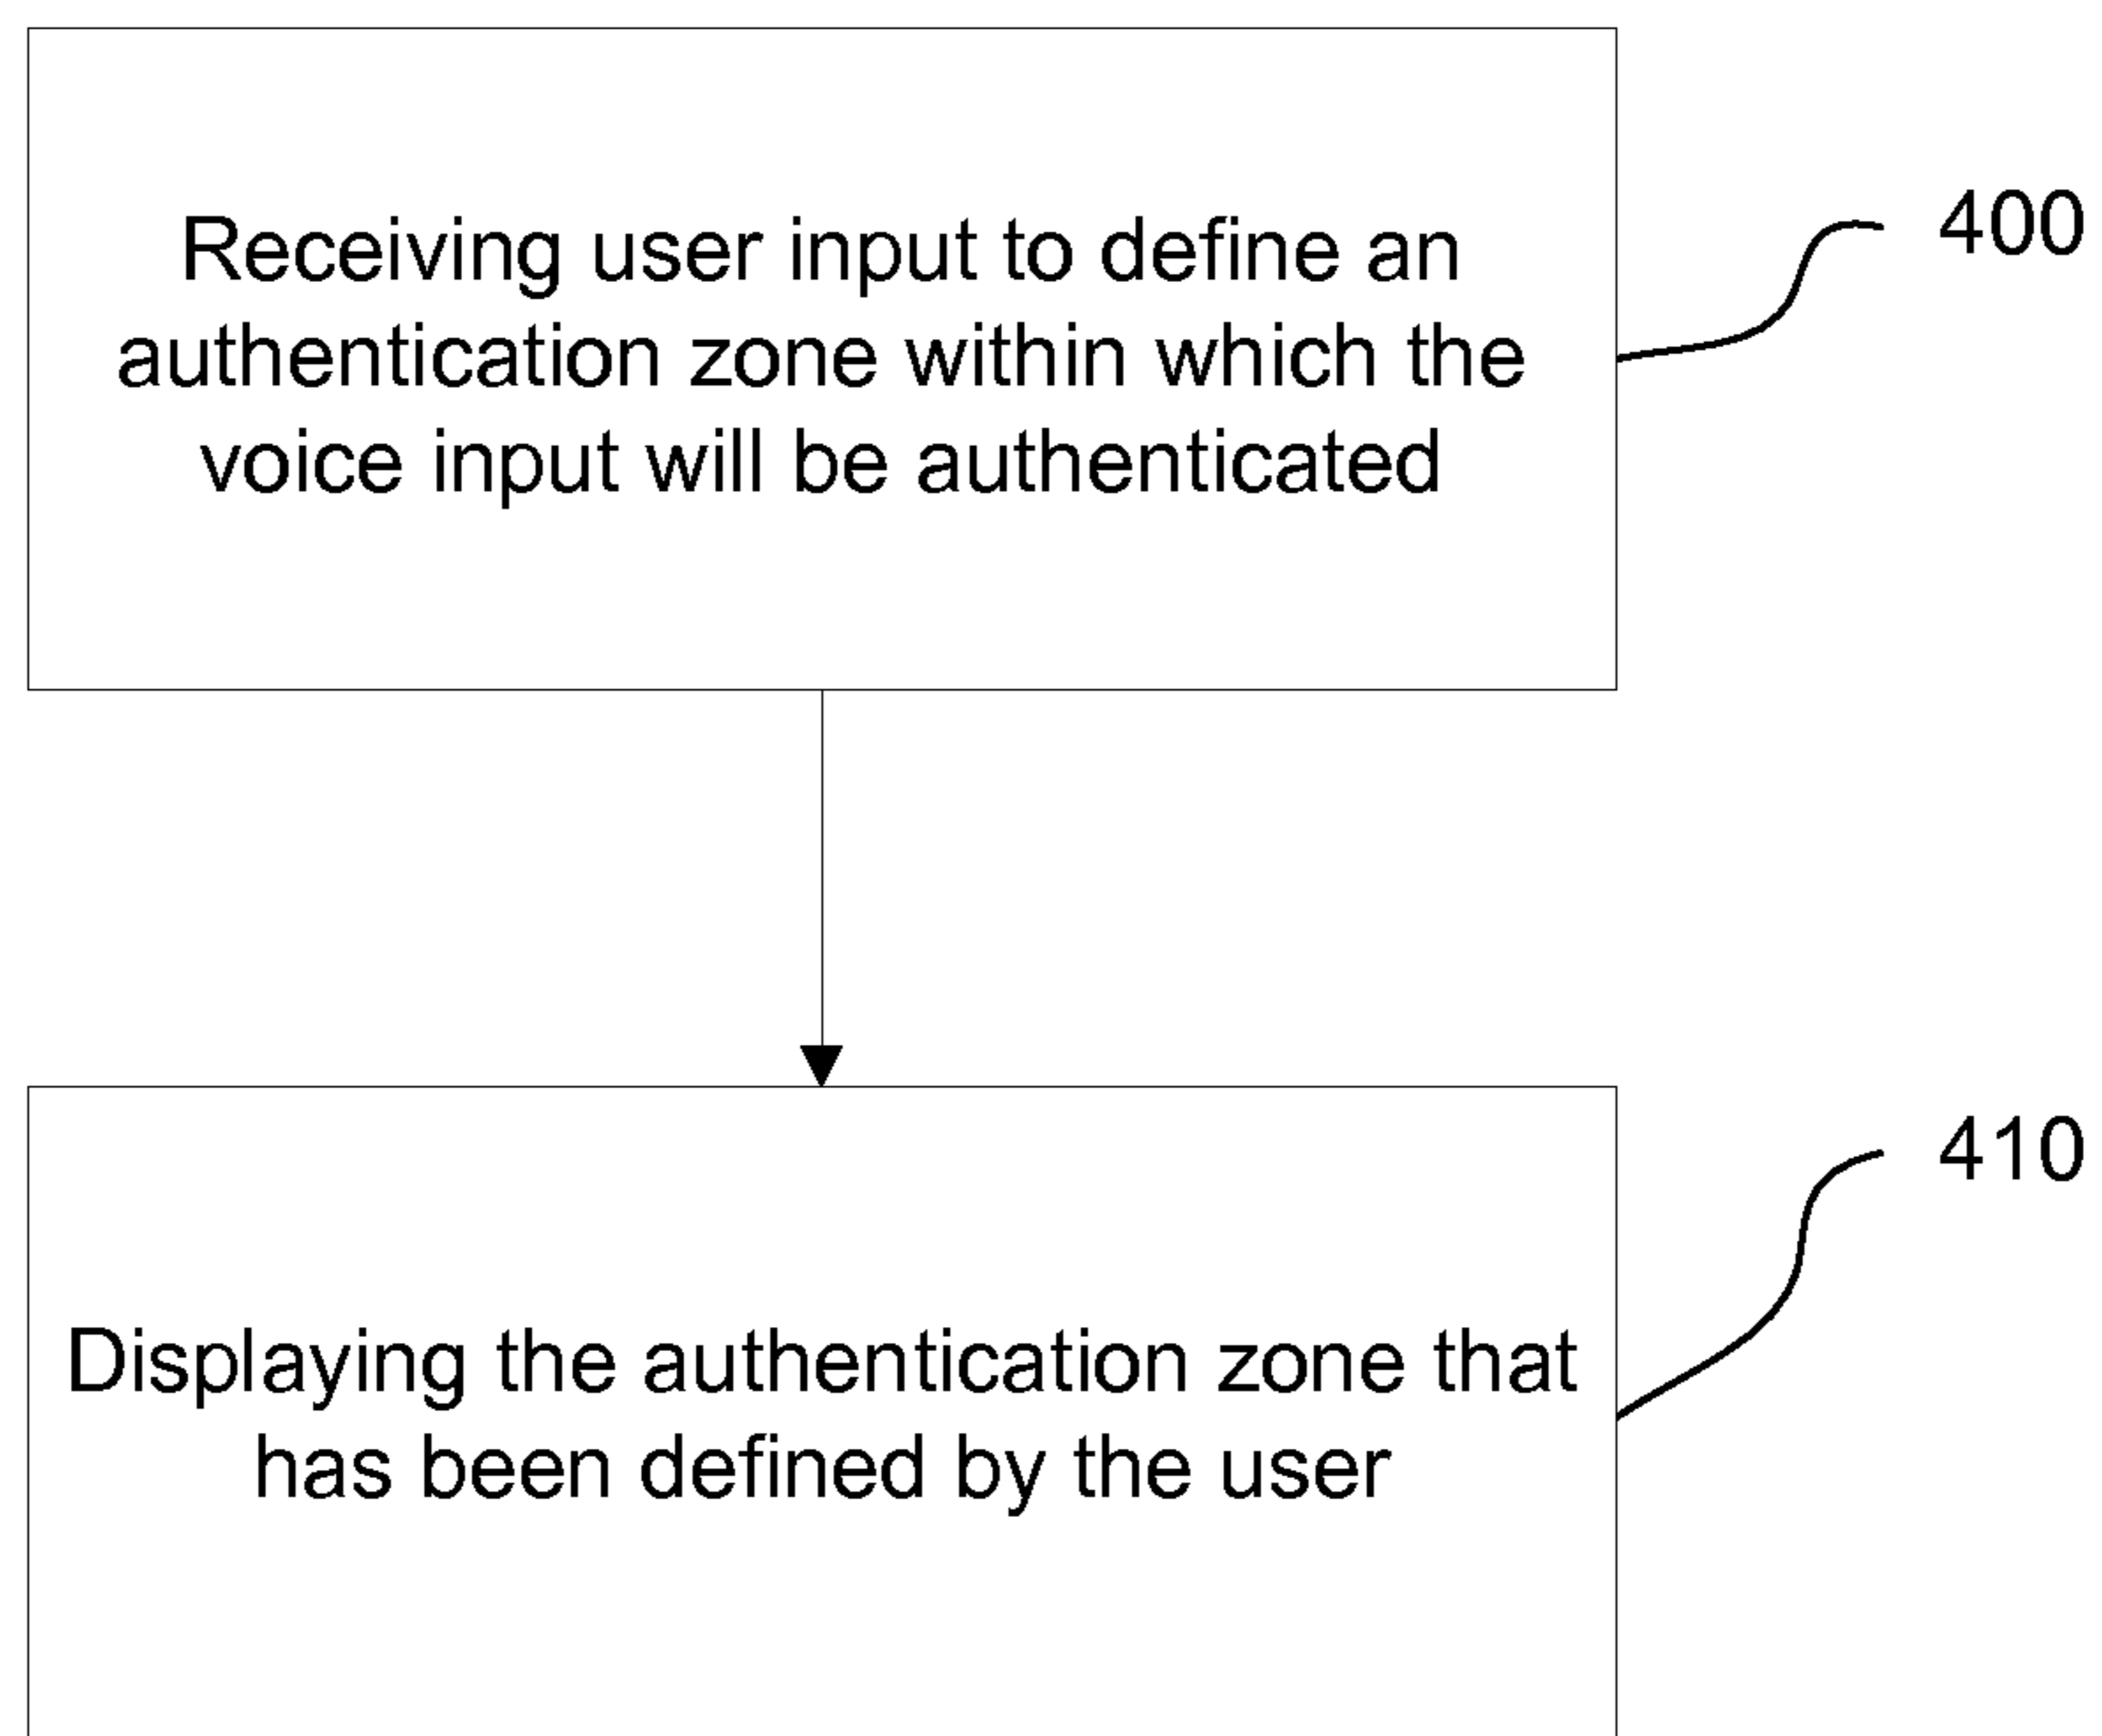 Receiving user input to define an
authentication zone within which the
voice input will be authenticated
400
Displaying the authentication zone that
has been defined by the user
410